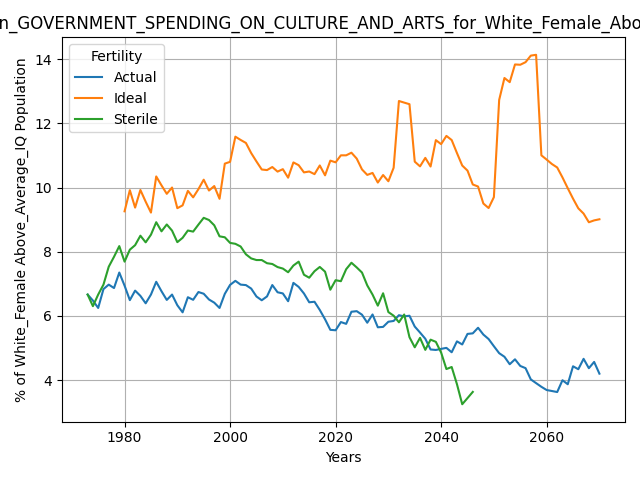 n_GOVERNMENT_SPENDING_ON_CULTURE_AND_ARTS_for_White_Female_Abo
Fertility
Actual
Ideal
Sterile
% of White_Female Above_Average_IQ Population
14
12
10
8
6
4
1980 2000 2020 2040 2060
Years